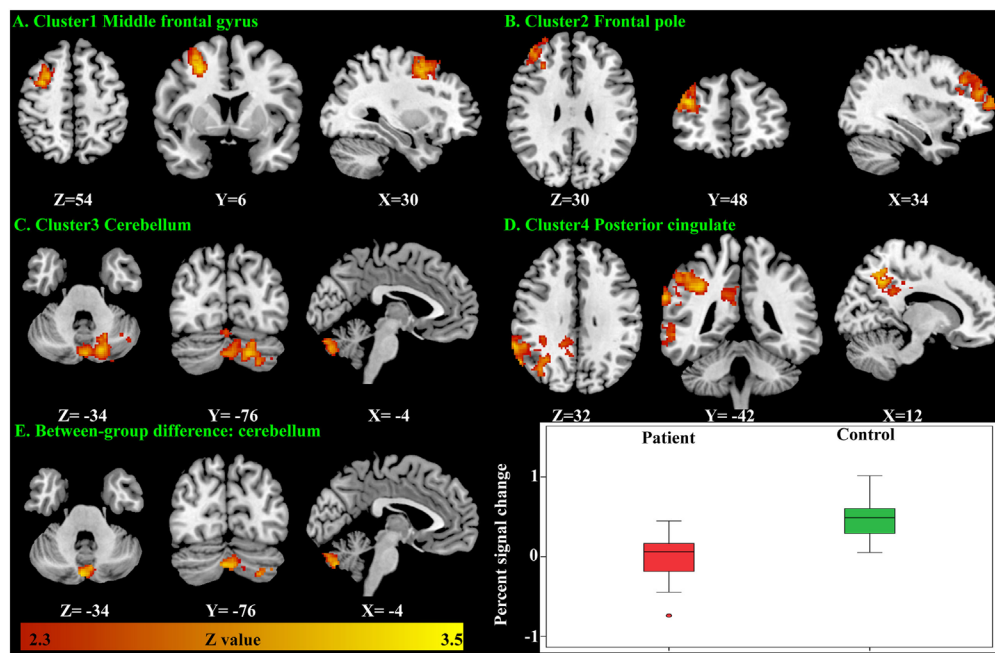 A. Cluster1 Middle frontal gyrus
Z=54 Y=6 X=30
B. Cluster2 Frontal pole
Z=30 Y=48 X=34
C. Cluster3 Cerebellum
Z= -34 Y= -76 X= -4
D. Cluster4 Posterior cingulate
Z=32 Y= -42 X=12
E. Between-group difference: cerebellum
Z= -34 Y= -76 X= -4
2.3 Z value 3.5
Patient Control
Percent signal change
1
0
-1